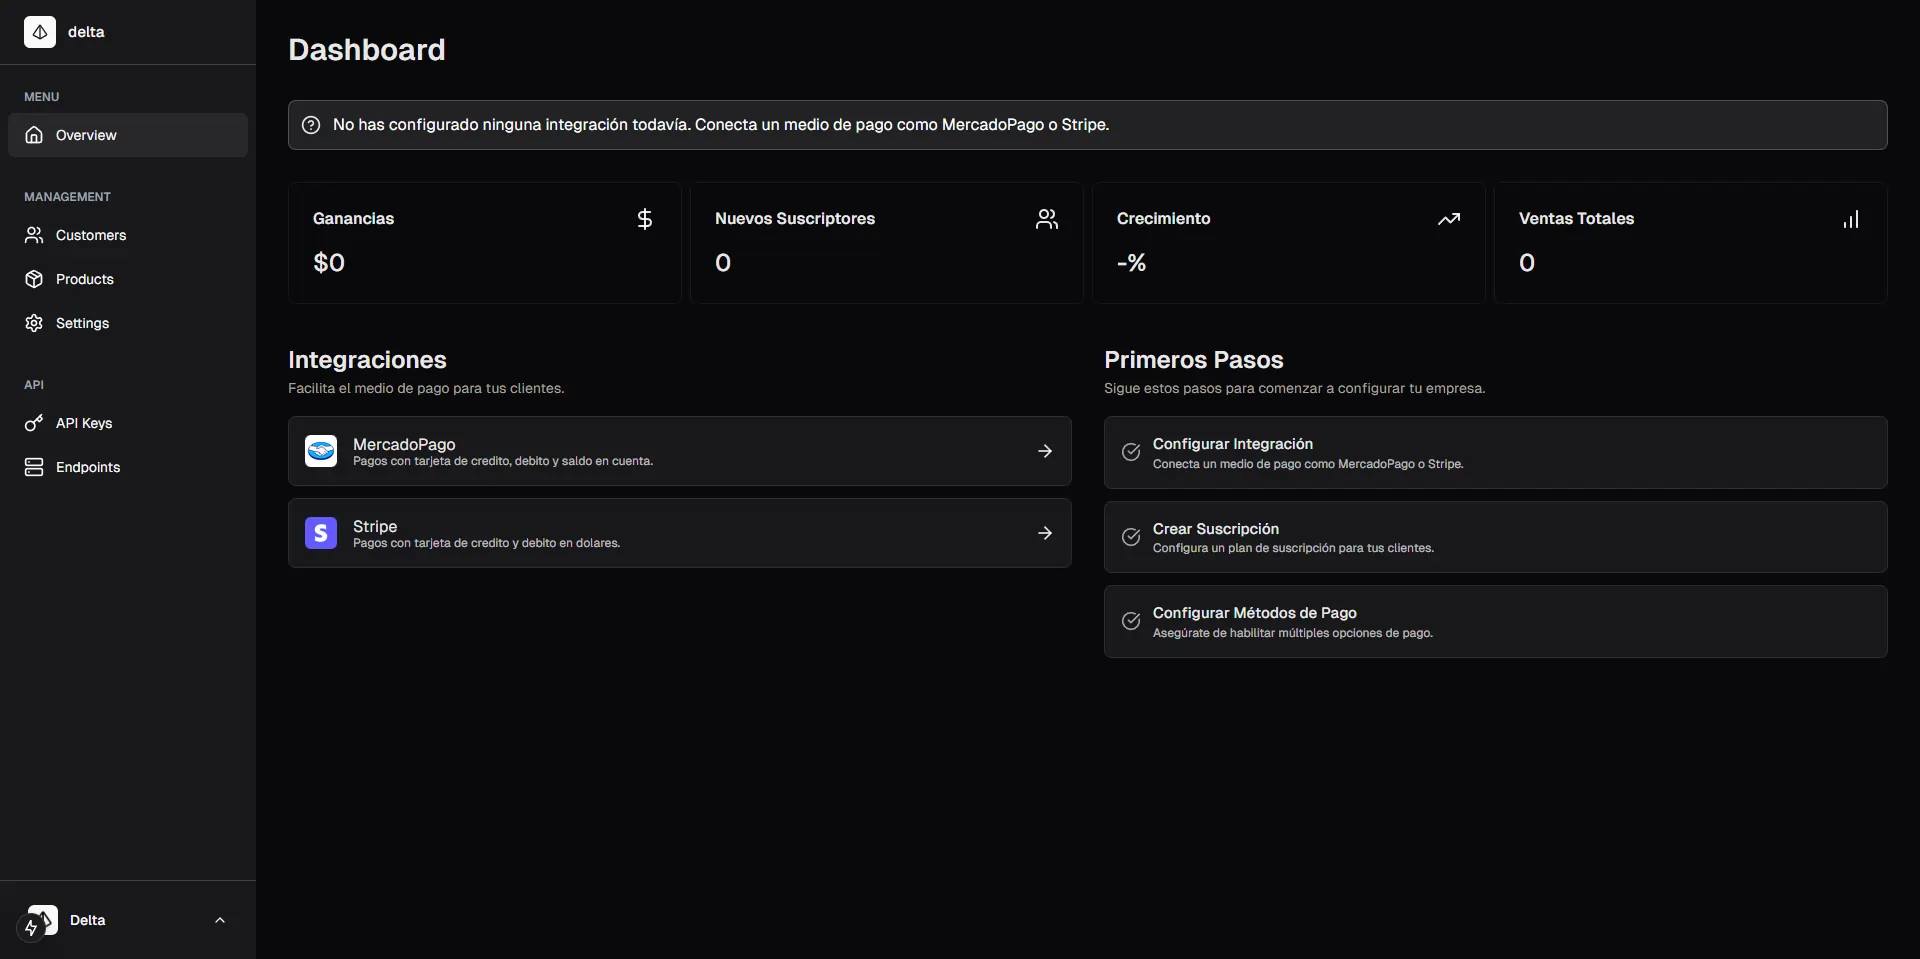 delta
MENU
Overview
MANAGEMENT
Customers
Products
Settings
API
API Keys
Endpoints
Delta
Dashboard
No has configurado ninguna integración todavía. Conecta un medio de pago como MercadoPago o Stripe.
Ganancias
$0
Nuevos Suscriptores
0
Crecimiento
-%
Ventas Totales
0
Integraciones
Facilita el medio de pago para tus clientes.
MercadoPago
Pagos con tarjeta de credito, debito y saldo en cuenta.
S
Stripe
Pagos con tarjeta de credito y debito en dolares.
Primeros Pasos
Sigue estos pasos para comenzar a configurar tu empresa.
Configurar Integración
Conecta un medio de pago como MercadoPago o Stripe.
Crear Suscripción
Configura un plan de suscripción para tus clientes.
Configurar Métodos de Pago
Asegúrate de habilitar múltiples opciones de pago.